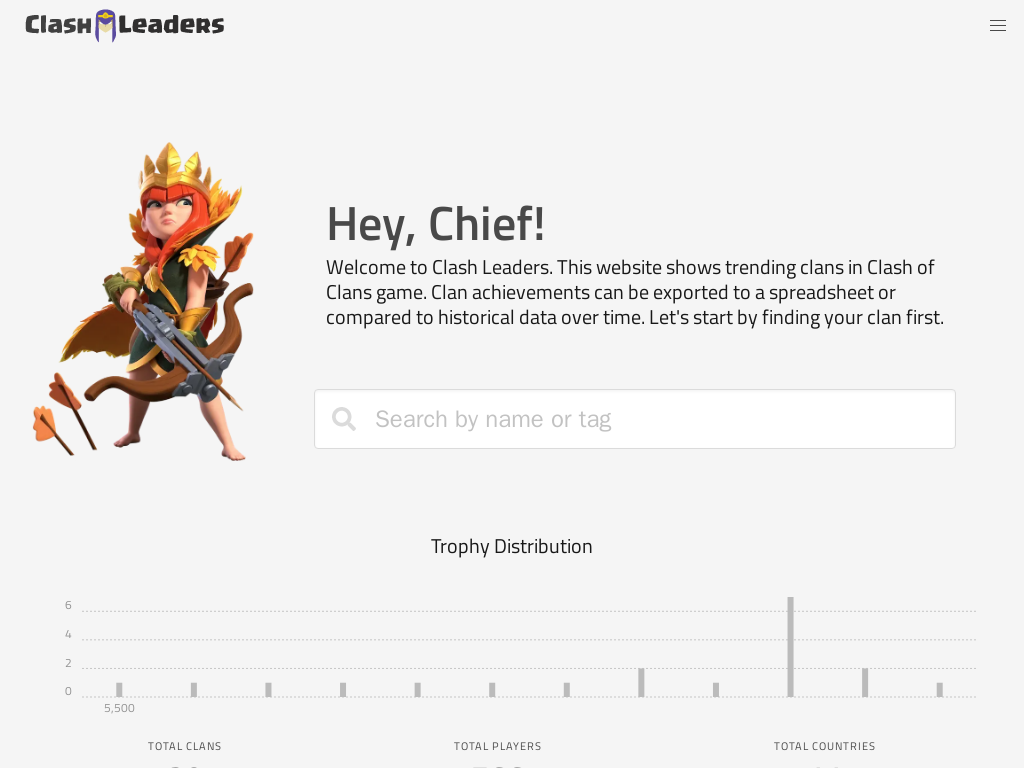 Clash Leaders
Hey, Chief!
Welcome to Clash Leaders. This website shows trending clans in Clash of
Clans game. Clan achievements can be exported to a spreadsheet or
compared to historical data over time. Let's start by finding your clan first.
Search by name or tag
Trophy Distribution
6
4
2
0
5,500
TOTAL CLANS
TOTAL PLAYERS
TOTAL COUNTRIES